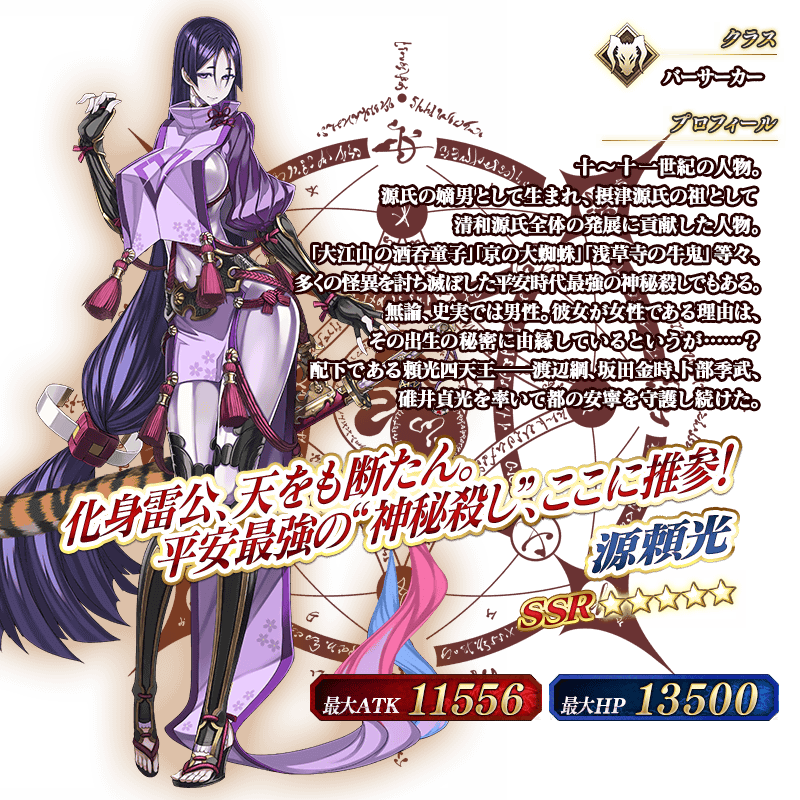 クラス
バーサーカー
プロフィール
十～十一世紀の人物。
源氏の嫡男として生まれ、摂津源氏の祖として
清和源氏全体の発展に貢献した人物。
「大江山の酒呑童子」「京の大蜘蛛」「浅草寺の牛鬼」等々、
多くの怪異を討ち滅ぼした平安時代最強の神秘殺してもある。
無論、史実では男性。彼女が女性である理由は、
その出生の秘密に由縁しているというが……？
配下である頼光四天王――渡辺綱、坂田金時、卜部季武、
碓井貞光を率いて都の安寧を守護し続けた。
化身雷公、天をも断たん。
平安最強の“神秘殺し”、ここに推参！
源頼光
SSR ☆☆☆☆☆
最大ATK 11556
最大HP 13500